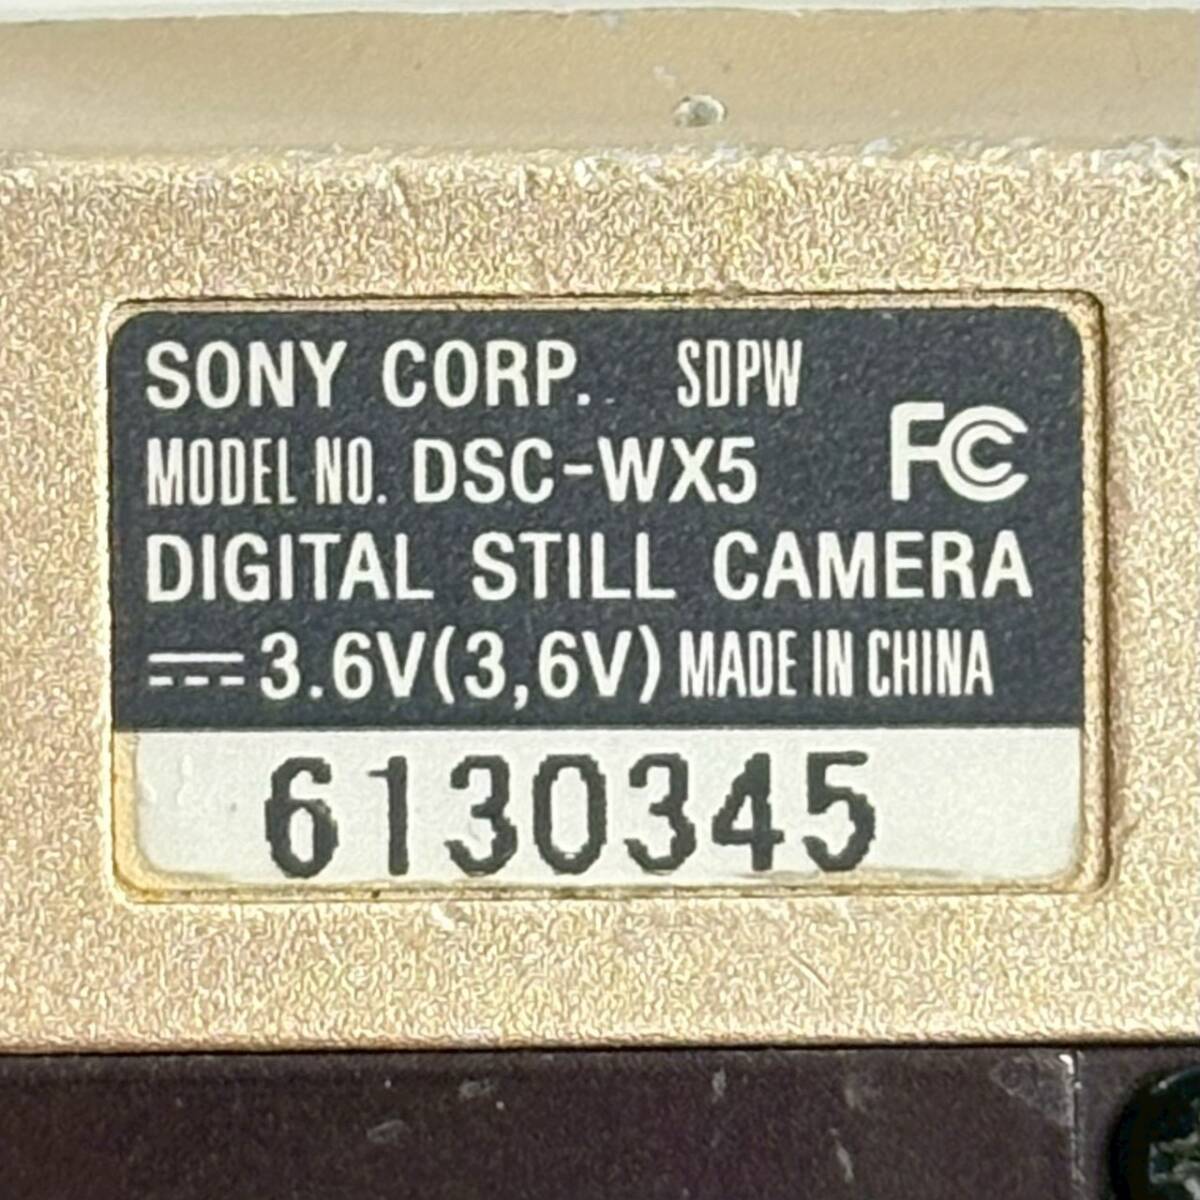 SONY CORP. SDPW
MODEL NO. DSC-WX5
FC
DIGITAL STILL CAMERA
⎓3.6V(3,6V) MADE IN CHINA
6130345